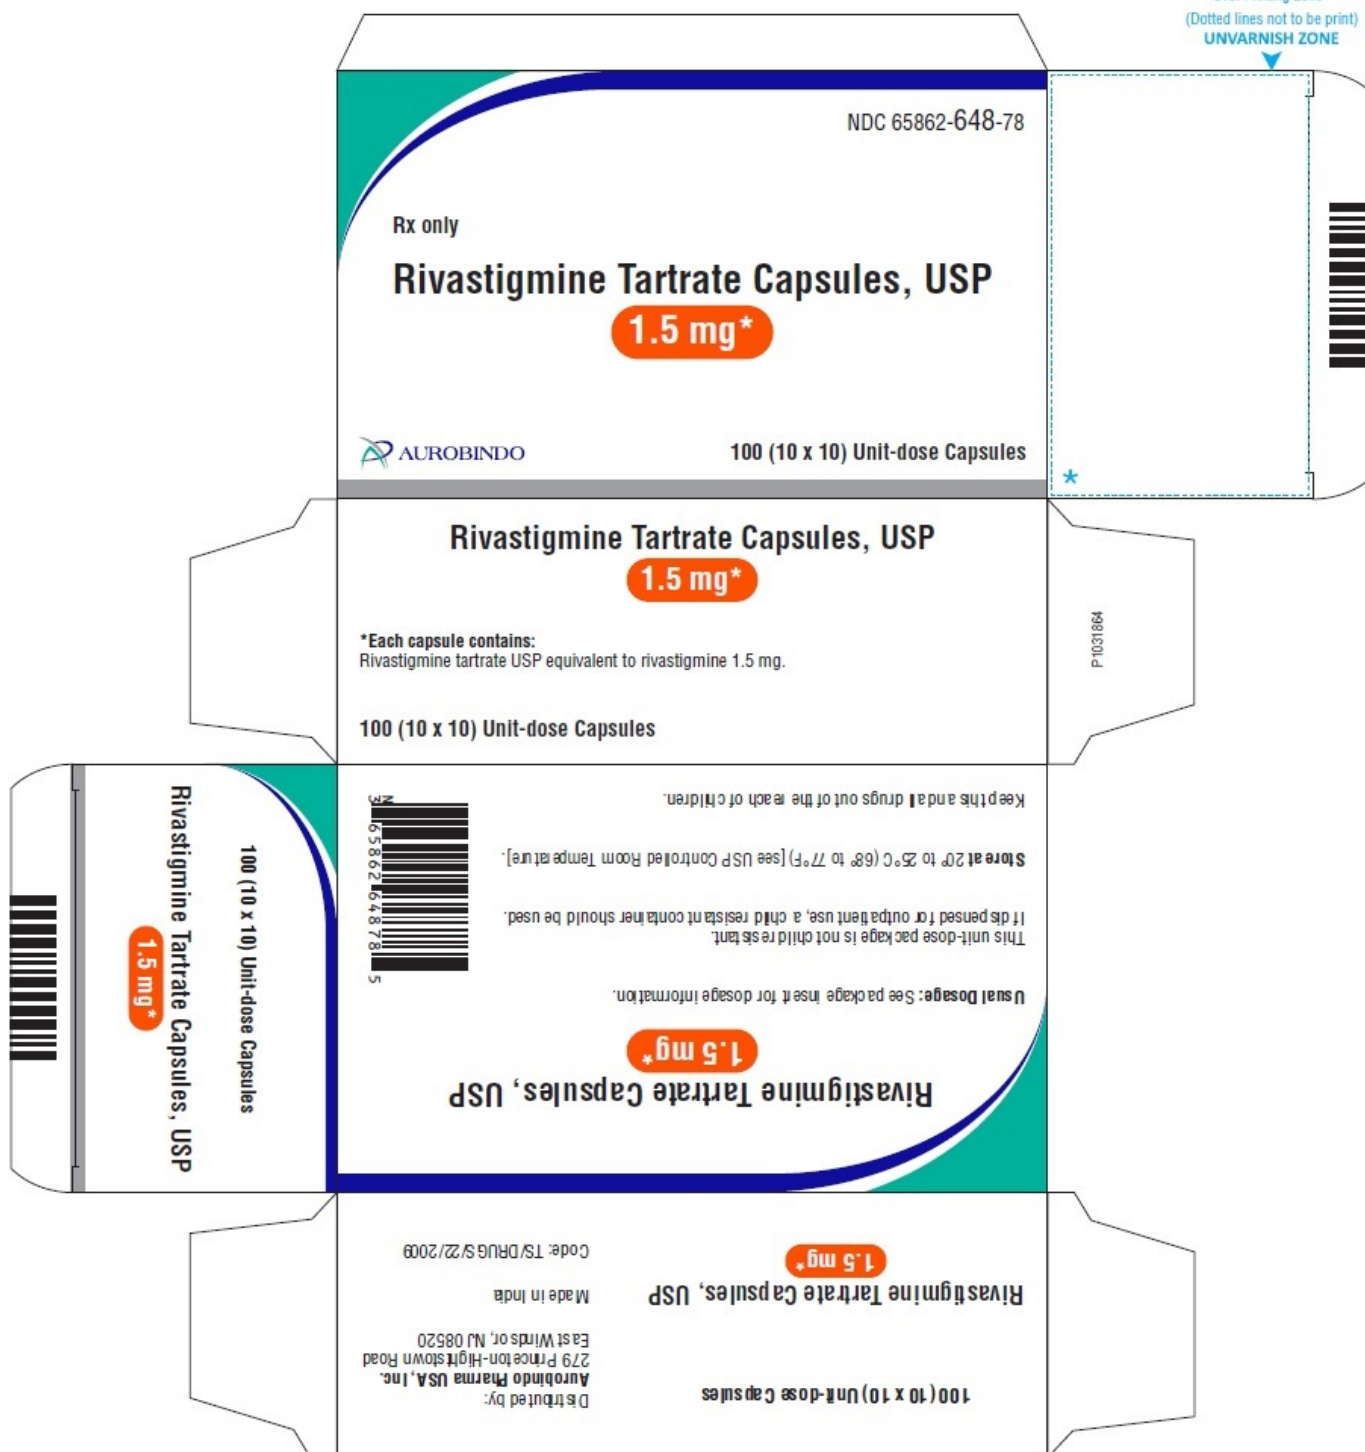 (Dotted lines not to be print)
UNVARNISH ZONE
NDC 65862-648-78
Rx only
Rivastigmine Tartrate Capsules, USP
1.5 mg*
AUROBINDO
100 (10 x 10) Unit-dose Capsules
*
Rivastigmine Tartrate Capsules, USP
1.5 mg*
*Each capsule contains:
Rivastigmine tartrate USP equivalent to rivastigmine 1.5 mg.
100 (10 x 10) Unit-dose Capsules
P1031864
Rivastigmine Tartrate Capsules, USP
1.5 mg*
100 (10 x 10) Unit-dose Capsules
Rivastigmine Tartrate Capsules, USP
1.5 mg*
Usual Dosage: See package insert for dosage information.
This unit-dose package is not child resistant.
If dispensed for outpatient use, a child resistant container should be used.
Store at 20° to 25°C (68° to 77°F) [see USP Controlled Room Temperature].
Keep this and all drugs out of the reach of children.
N
3 65862 64878 5
100 (10 x 10) Unit-dose Capsules
Rivastigmine Tartrate Capsules, USP
1.5 mg*
Distributed by:
Aurobindo Pharma USA, Inc.
279 Princeton-Hightstown Road
East Windsor, NJ 08520
Made in India
Code: TS/DRUGS/22/2009